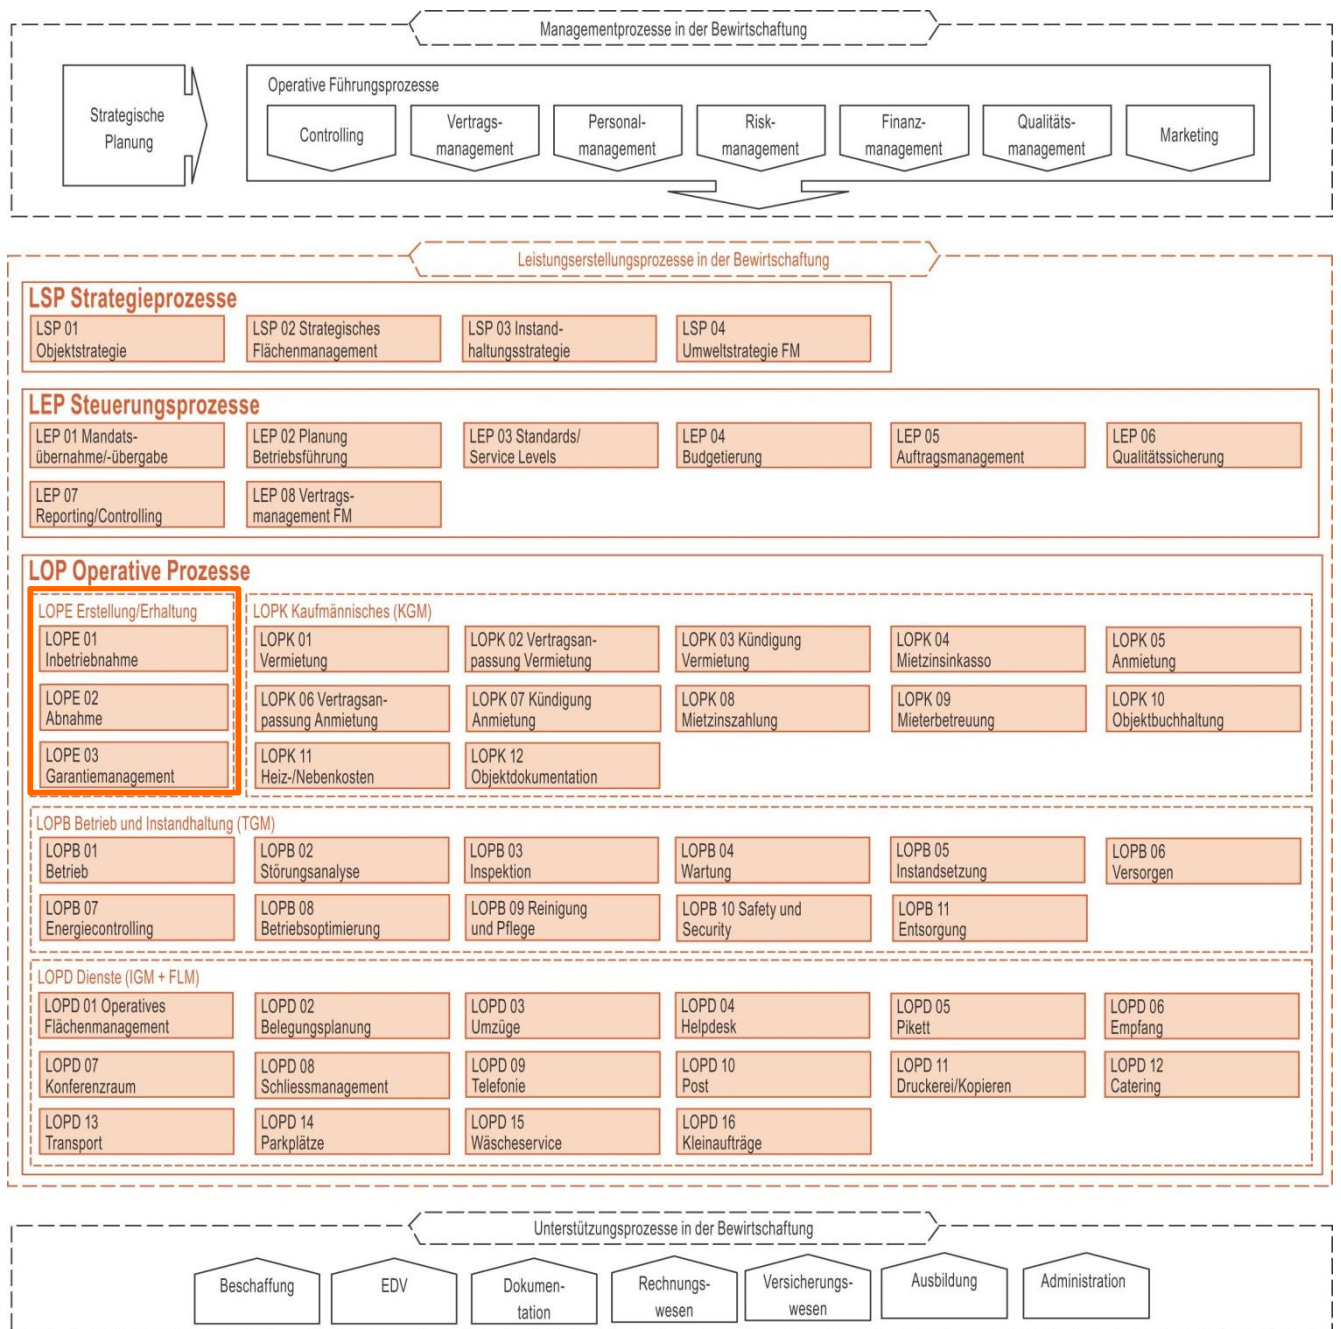 Managementprozesse in der Bewirtschaftung
Strategische
Planung
Operative Führungsprozesse
Controlling
Vertrags-
management
Personal-
management
Risk-
management
Finanz-
management
Qualitäts-
management
Marketing
Leistungserstellungsprozesse in der Bewirtschaftung
LSP Strategieprozesse
LSP 01
Objektstrategie
LSP 02 Strategisches
Flächenmanagement
LSP 03 Instand-
haltungsstrategie
LSP 04
Umweltstrategie FM
LEP Steuerungsprozesse
LEP 01 Mandats-
übernahme/-übergabe
LEP 02 Planung
Betriebsführung
LEP 03 Standards/
Service Levels
LEP 04
Budgetierung
LEP 05
Auftragsmanagement
LEP 06
Qualitätssicherung
LEP 07
Reporting/Controlling
LEP 08 Vertrags-
management FM
LOP Operative Prozesse
LOPE Erstellung/Erhaltung
LOPE 01
Inbetriebnahme
LOPE 02
Abnahme
LOPE 03
Garantiemanagement
LOPK Kaufmännisches (KGM)
LOPK 01
Vermietung
LOPK 02 Vertragsan-
passung Vermietung
LOPK 03 Kündigung
Vermietung
LOPK 04
Mietzinsinkasso
LOPK 05
Anmietung
LOPK 06 Vertragsan-
passung Anmietung
LOPK 07 Kündigung
Anmietung
LOPK 08
Mietzinszahlung
LOPK 09
Mieterbetreuung
LOPK 10
Objektbuchhaltung
LOPK 11
Heiz-/Nebenkosten
LOPK 12
Objektdokumentation
LOPB Betrieb und Instandhaltung (TGM)
LOPB 01
Betrieb
LOPB 02
Störungsanalyse
LOPB 03
Inspektion
LOPB 04
Wartung
LOPB 05
Instandsetzung
LOPB 06
Versorgen
LOPB 07
Energiecontrolling
LOPB 08
Betriebsoptimierung
LOPB 09 Reinigung
und Pflege
LOPB 10 Safety und
Security
LOPB 11
Entsorgung
LOPD Dienste (IGM + FLM)
LOPD 01 Operatives
Flächenmanagement
LOPD 02
Belegungsplanung
LOPD 03
Umzüge
LOPD 04
Helpdesk
LOPD 05
Pikett
LOPD 06
Empfang
LOPD 07
Konferenzraum
LOPD 08
Schliessmanagement
LOPD 09
Telefonie
LOPD 10
Post
LOPD 11
Druckerei/Kopieren
LOPD 12
Catering
LOPD 13
Transport
LOPD 14
Parkplätze
LOPD 15
Wäscheservice
LOPD 16
Kleinaufträge
Unterstützungsprozesse in der Bewirtschaftung
Beschaffung
EDV
Dokumen-
tation
Rechnungs-
wesen
Versicherungs-
wesen
Ausbildung
Administration